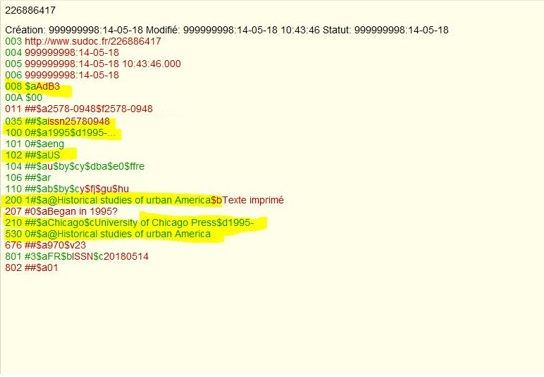 226886417
Création: 999999998:14-05-18 Modifié: 999999998:14-05-18 10:43:46 Statut: 999999998:14-05-18
003 http://www.sudoc.fr/226886417
004 999999998:14-05-18
005 999999998:14-05-18 10:43:46.000
006 999999998:14-05-18
008 $aAdB3
00A $00
011 ##$a2578-0948$f2578-0948
035 ##$aissn25780948
100 0#$a1995$d1995-...
101 0#$aeng
102 ##$aUS
104 ##$au$by$cy$dba$e0$ffre
106 ##$ar
110 ##$ab$by$cy$fj$gu$hu
200 1#$a@Historical studies of urban America$bTexte imprimé
207 #0$aBegan in 1995?
210 ##$aChicago$cUniversity of Chicago Press$d1995-
530 0#$a@Historical studies of urban America
676 ##$a970$v23
801 #3$aFR$bISSN$c20180514
802 ##$a01